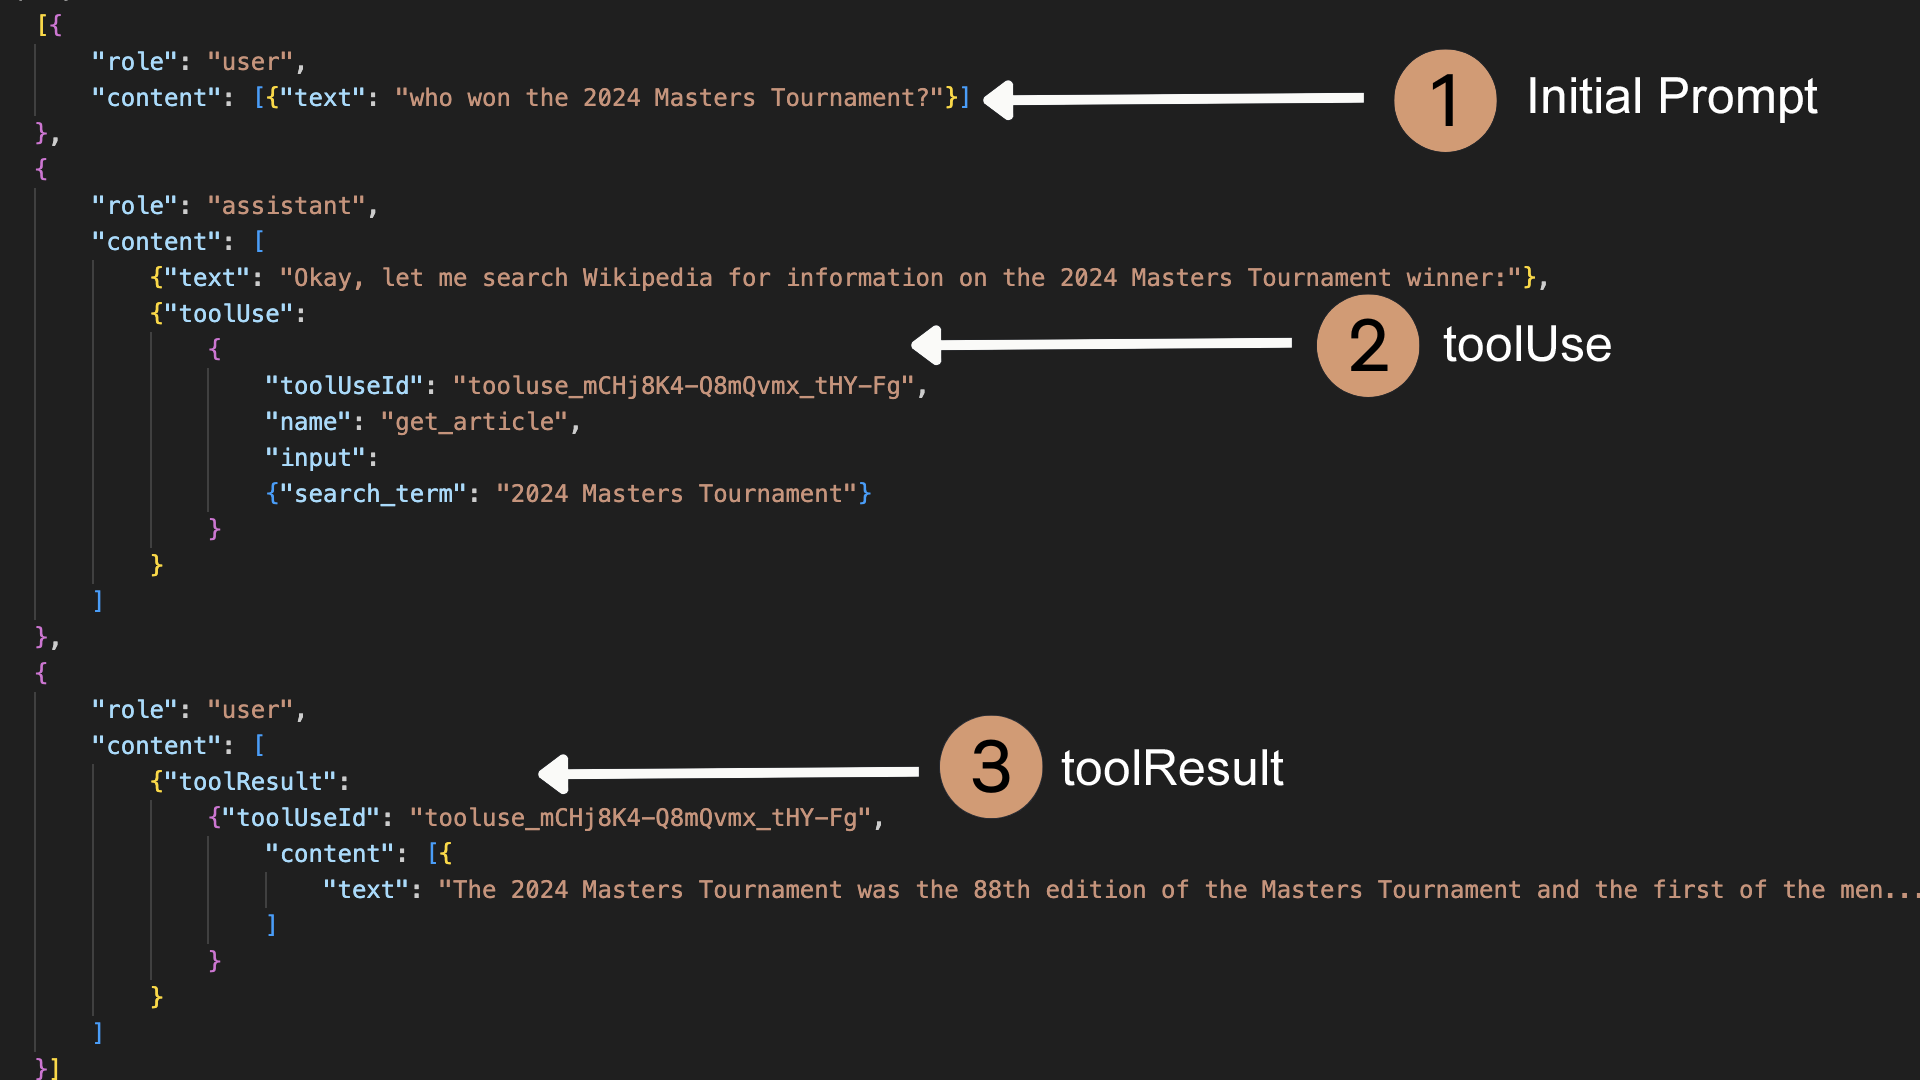 [{
"role": "user",
"content": [{"text": "who won the 2024 Masters Tournament?"}]
1 Initial Prompt
},
{
"role": "assistant",
"content": [
{"text": "Okay, let me search Wikipedia for information on the 2024 Masters Tournament winner:"},
{"toolUse":
{
2 toolUse
"toolUseId": "tooluse_mCHj8K4-Q8mQvmx_tHY-Fg",
"name": "get_article",
"input":
{"search_term": "2024 Masters Tournament"}
}
}
]
},
{
"role": "user",
"content": [
{"toolResult":
3 toolResult
{"toolUseId": "tooluse_mCHj8K4-Q8mQvmx_tHY-Fg",
"content": [{
"text": "The 2024 Masters Tournament was the 88th edition of the Masters Tournament and the first of the men...
]
}
}
]
}]